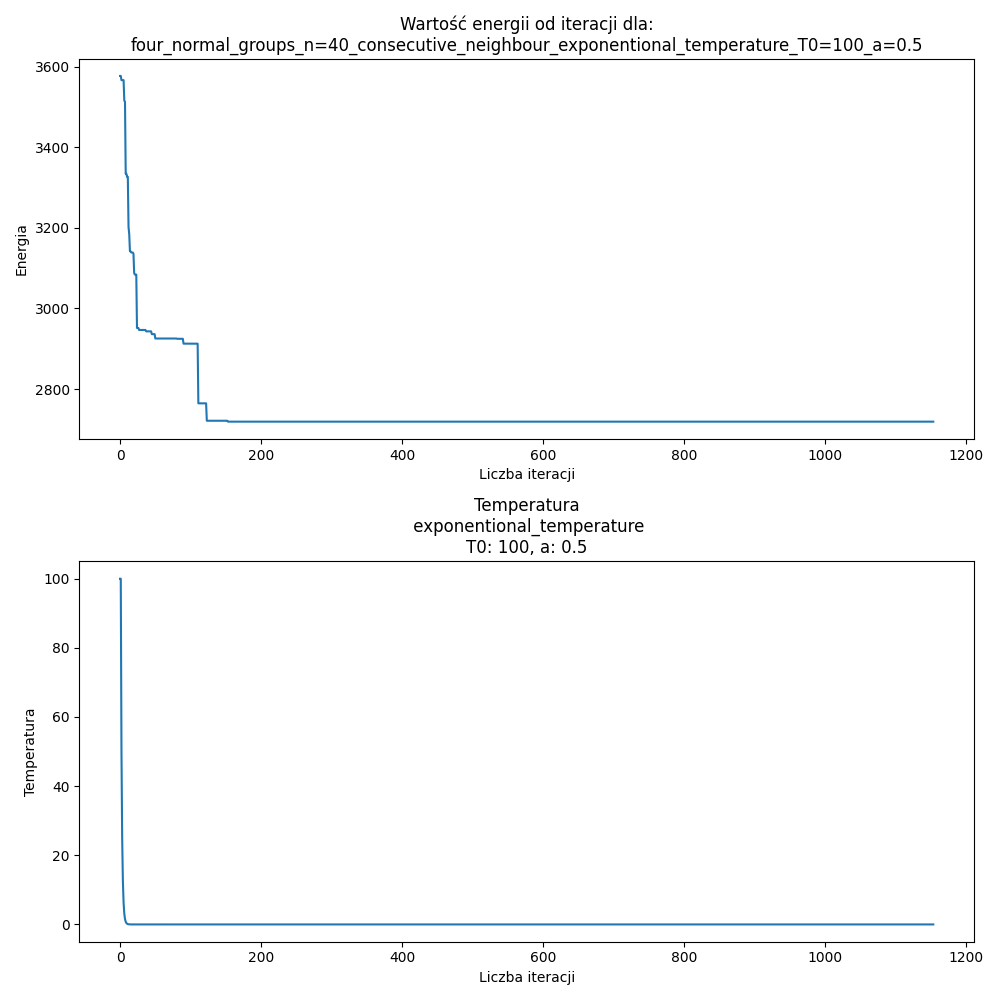 Wartość energii od iteracji dla:
four_normal_groups_n=40_consecutive_neighbour_exponentional_temperature_T0=100_a=0.5
3600
3400
3200
3000
2800
Energia
0 200 400 600 800 1000 1200
Liczba iteracji
Temperatura
exponentional_temperature
T0: 100, a: 0.5
100
80
60
40
20
0
Temperatura
0 200 400 600 800 1000 1200
Liczba iteracji